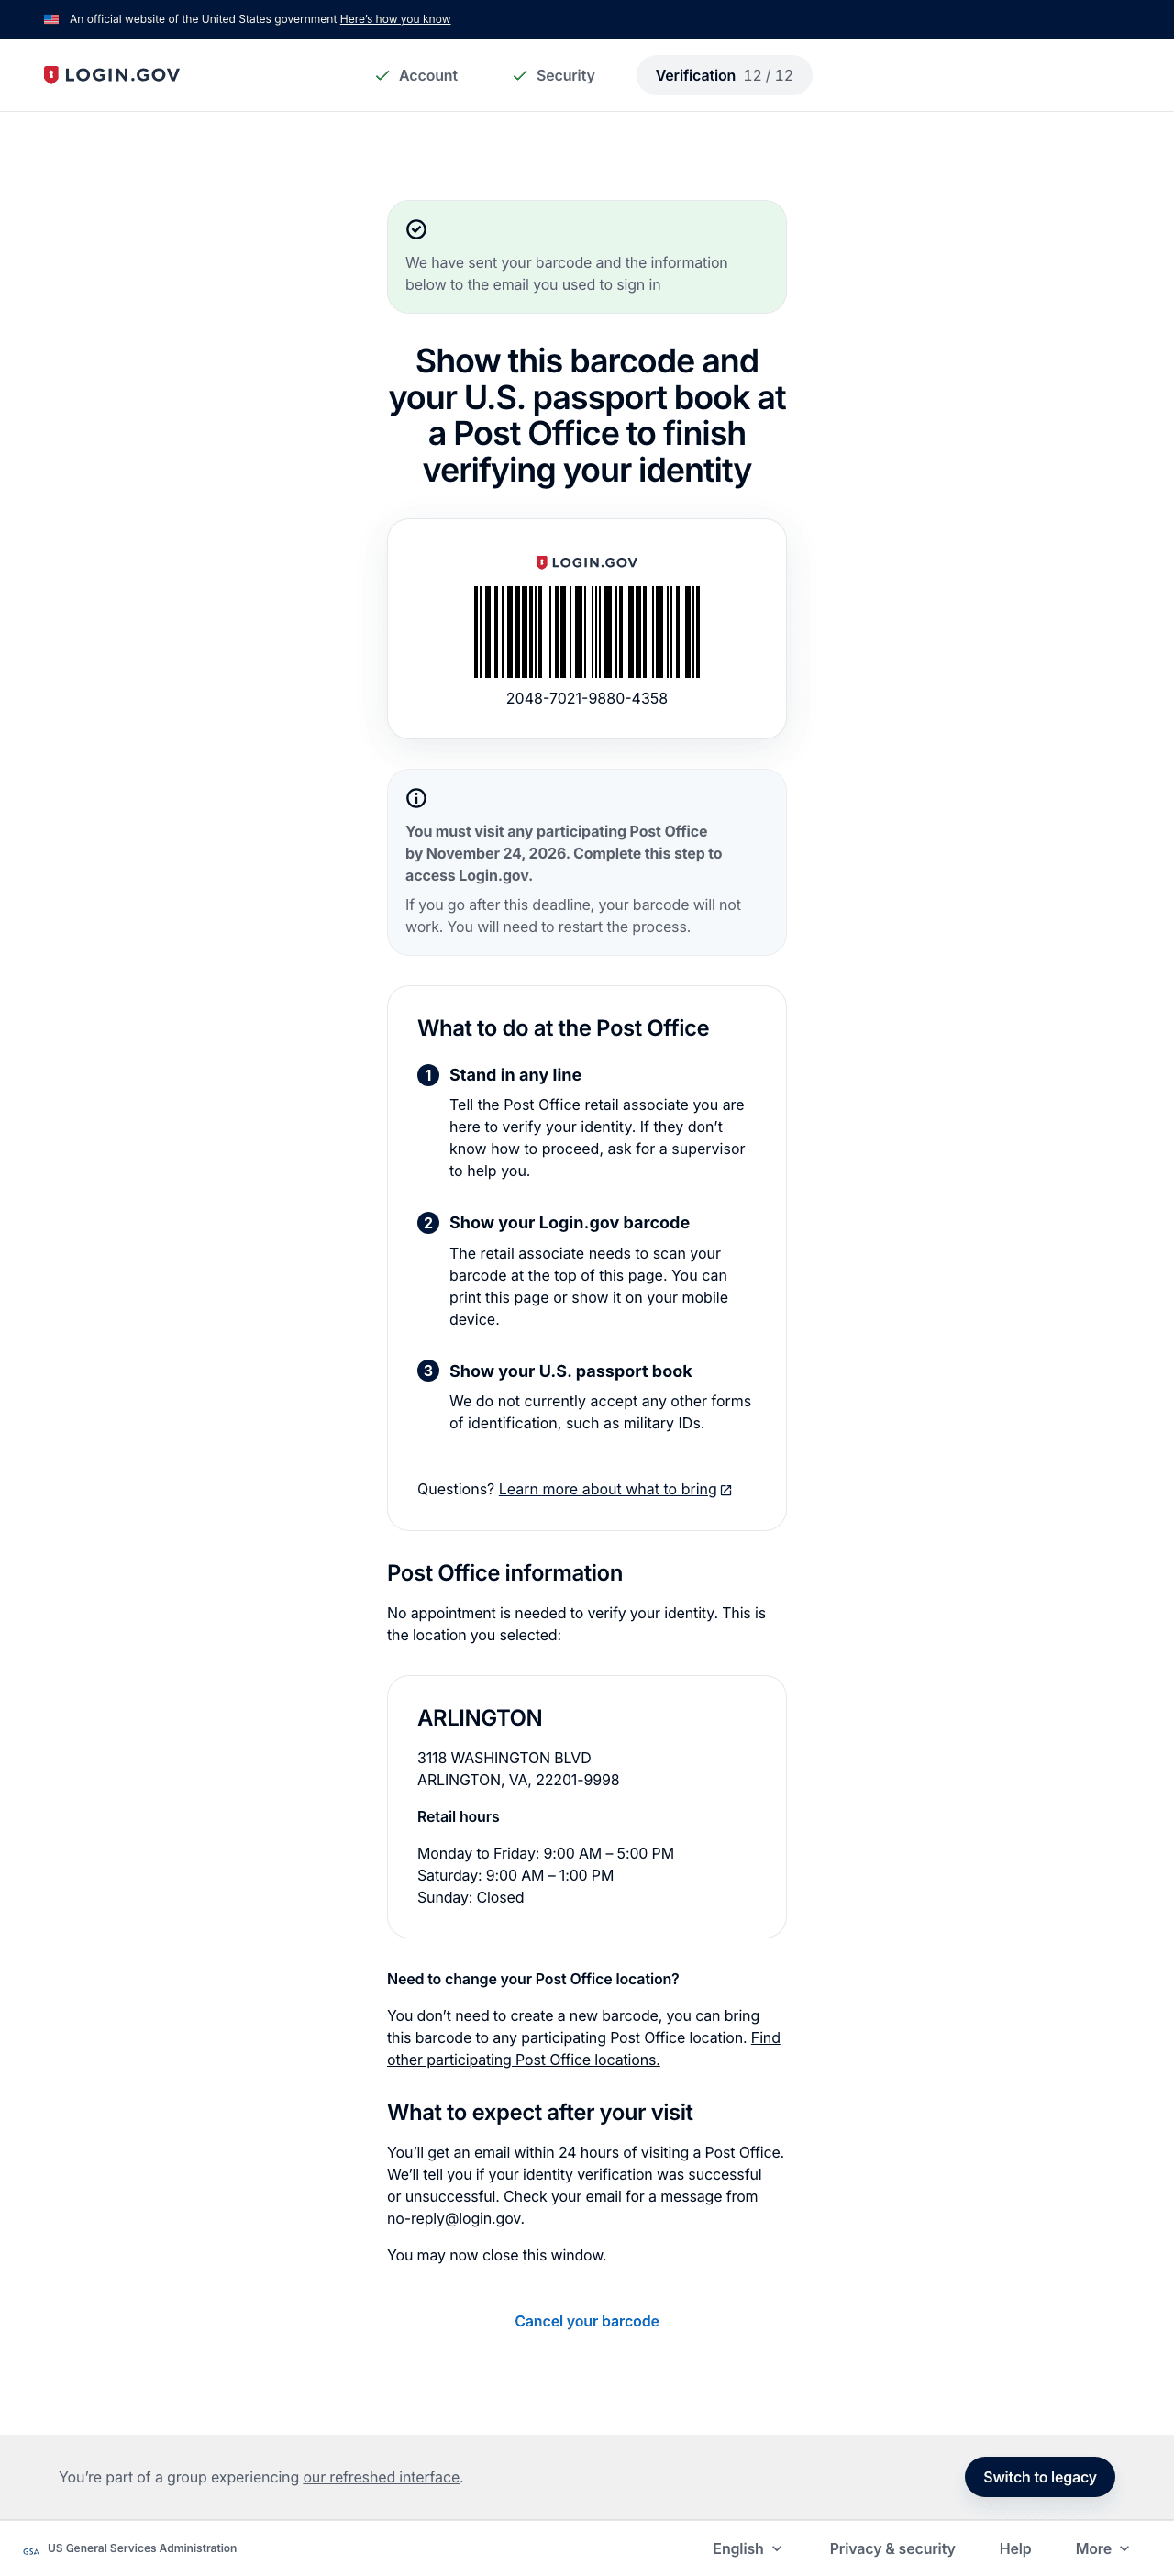 An official website of the United States government Here’s how you know
LOGIN.GOV
Account
Security
Verification 12 / 12
We have sent your barcode and the information
below to the email you used to sign in
Show this barcode and
your U.S. passport book at
a Post Office to finish
verifying your identity
LOGIN.GOV
2048-7021-9880-4358
You must visit any participating Post Office
by November 24, 2026. Complete this step to
access Login.gov.
If you go after this deadline, your barcode will not
work. You will need to restart the process.
What to do at the Post Office
1 Stand in any line
Tell the Post Office retail associate you are
here to verify your identity. If they don’t
know how to proceed, ask for a supervisor
to help you.
2 Show your Login.gov barcode
The retail associate needs to scan your
barcode at the top of this page. You can
print this page or show it on your mobile
device.
3 Show your U.S. passport book
We do not currently accept any other forms
of identification, such as military IDs.
Questions? Learn more about what to bring
Post Office information
No appointment is needed to verify your identity. This is
the location you selected:
ARLINGTON
3118 WASHINGTON BLVD
ARLINGTON, VA, 22201-9998
Retail hours
Monday to Friday: 9:00 AM – 5:00 PM
Saturday: 9:00 AM – 1:00 PM
Sunday: Closed
Need to change your Post Office location?
You don’t need to create a new barcode, you can bring
this barcode to any participating Post Office location. Find
other participating Post Office locations.
What to expect after your visit
You’ll get an email within 24 hours of visiting a Post Office.
We’ll tell you if your identity verification was successful
or unsuccessful. Check your email for a message from
no-reply@login.gov.
You may now close this window.
Cancel your barcode
You’re part of a group experiencing our refreshed interface.
Switch to legacy
GSA US General Services Administration
English
Privacy & security
Help
More